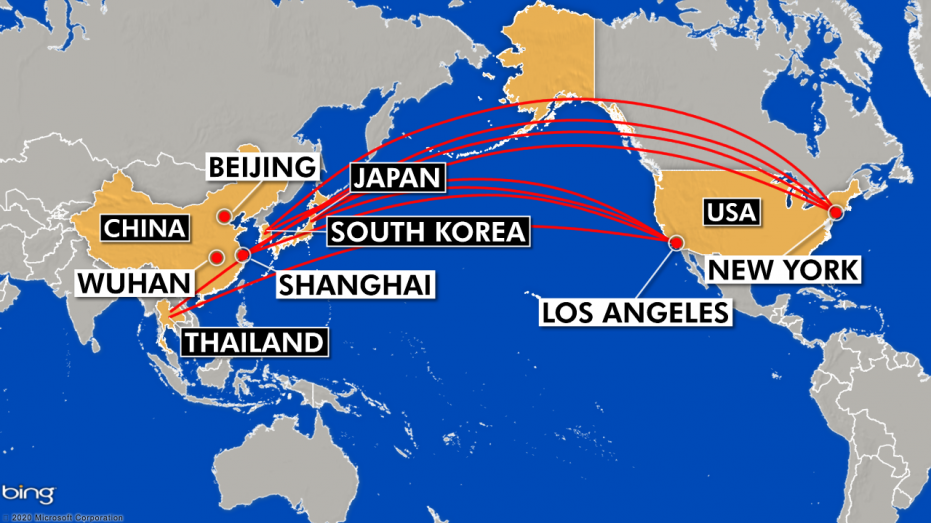 BEIJING
JAPAN
CHINA
USA
SOUTH KOREA
WUHAN
SHANGHAI
NEW YORK
LOS ANGELES
THAILAND
bing
© 2020 Microsoft Corporation